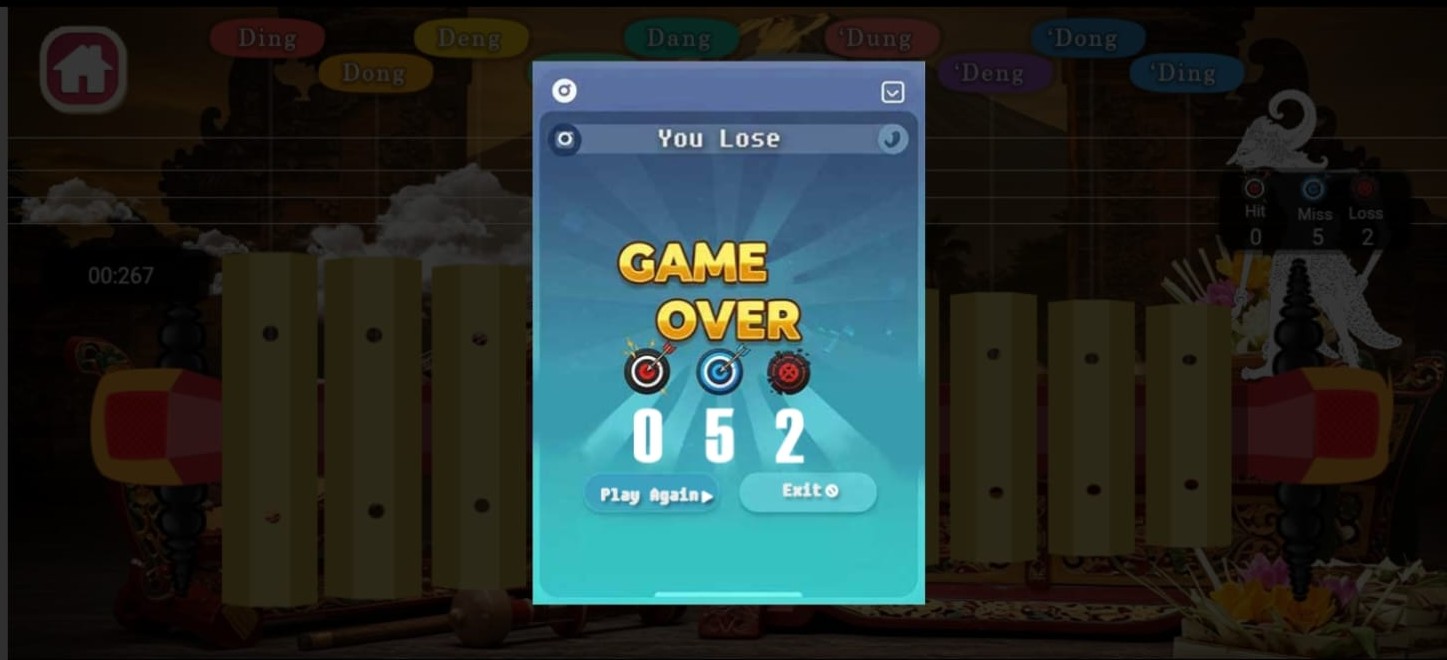 Ding
Deng
Dang
'Dung
'Dong
Dong
'Deng
'Ding
You Lose
Hit
Miss
Loss
0
5
2
00:267
GAME
OVER
0 5 2
Play Again
Exit